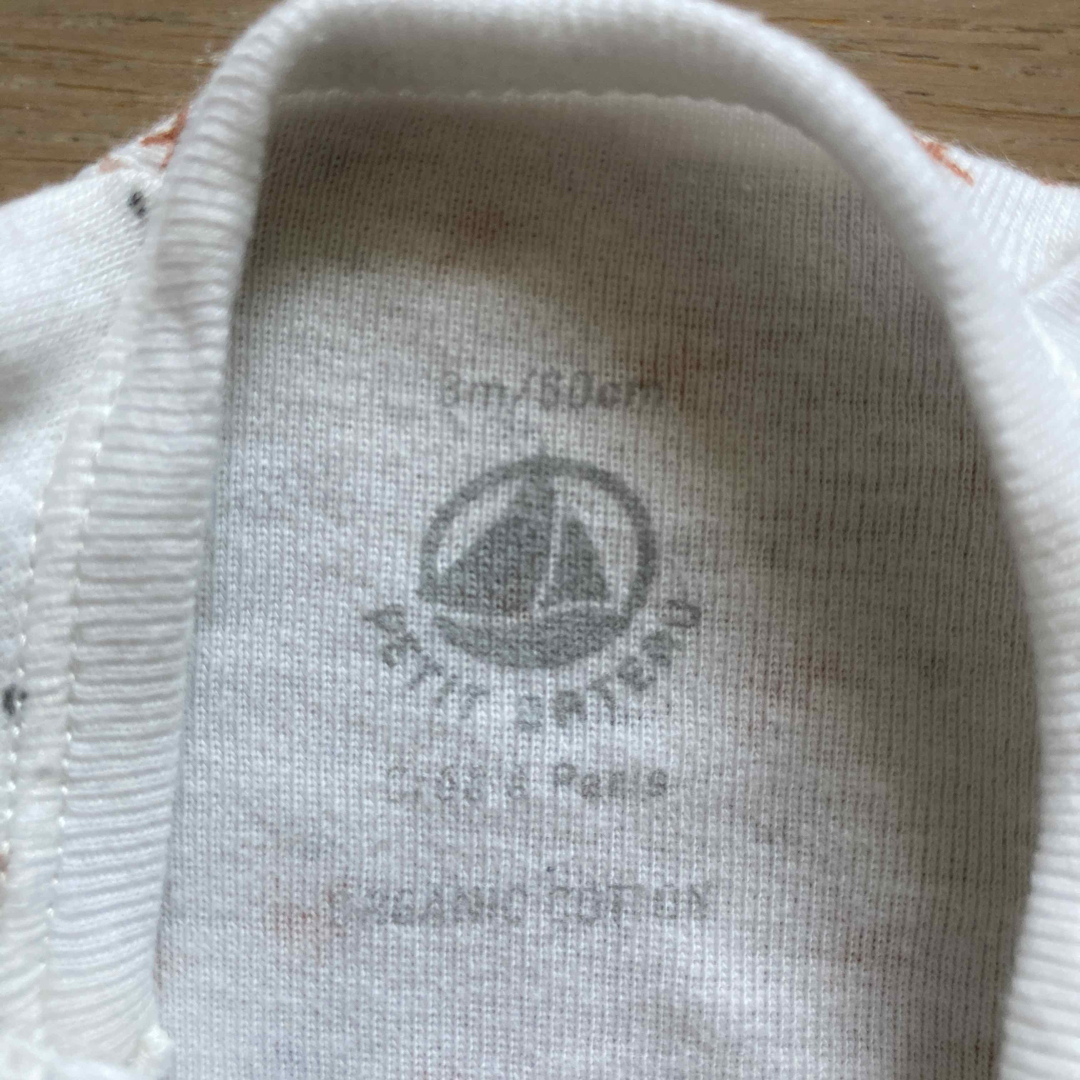 3m/60cm
PETIT BATEAU
Paris
ORGANIC COTTON